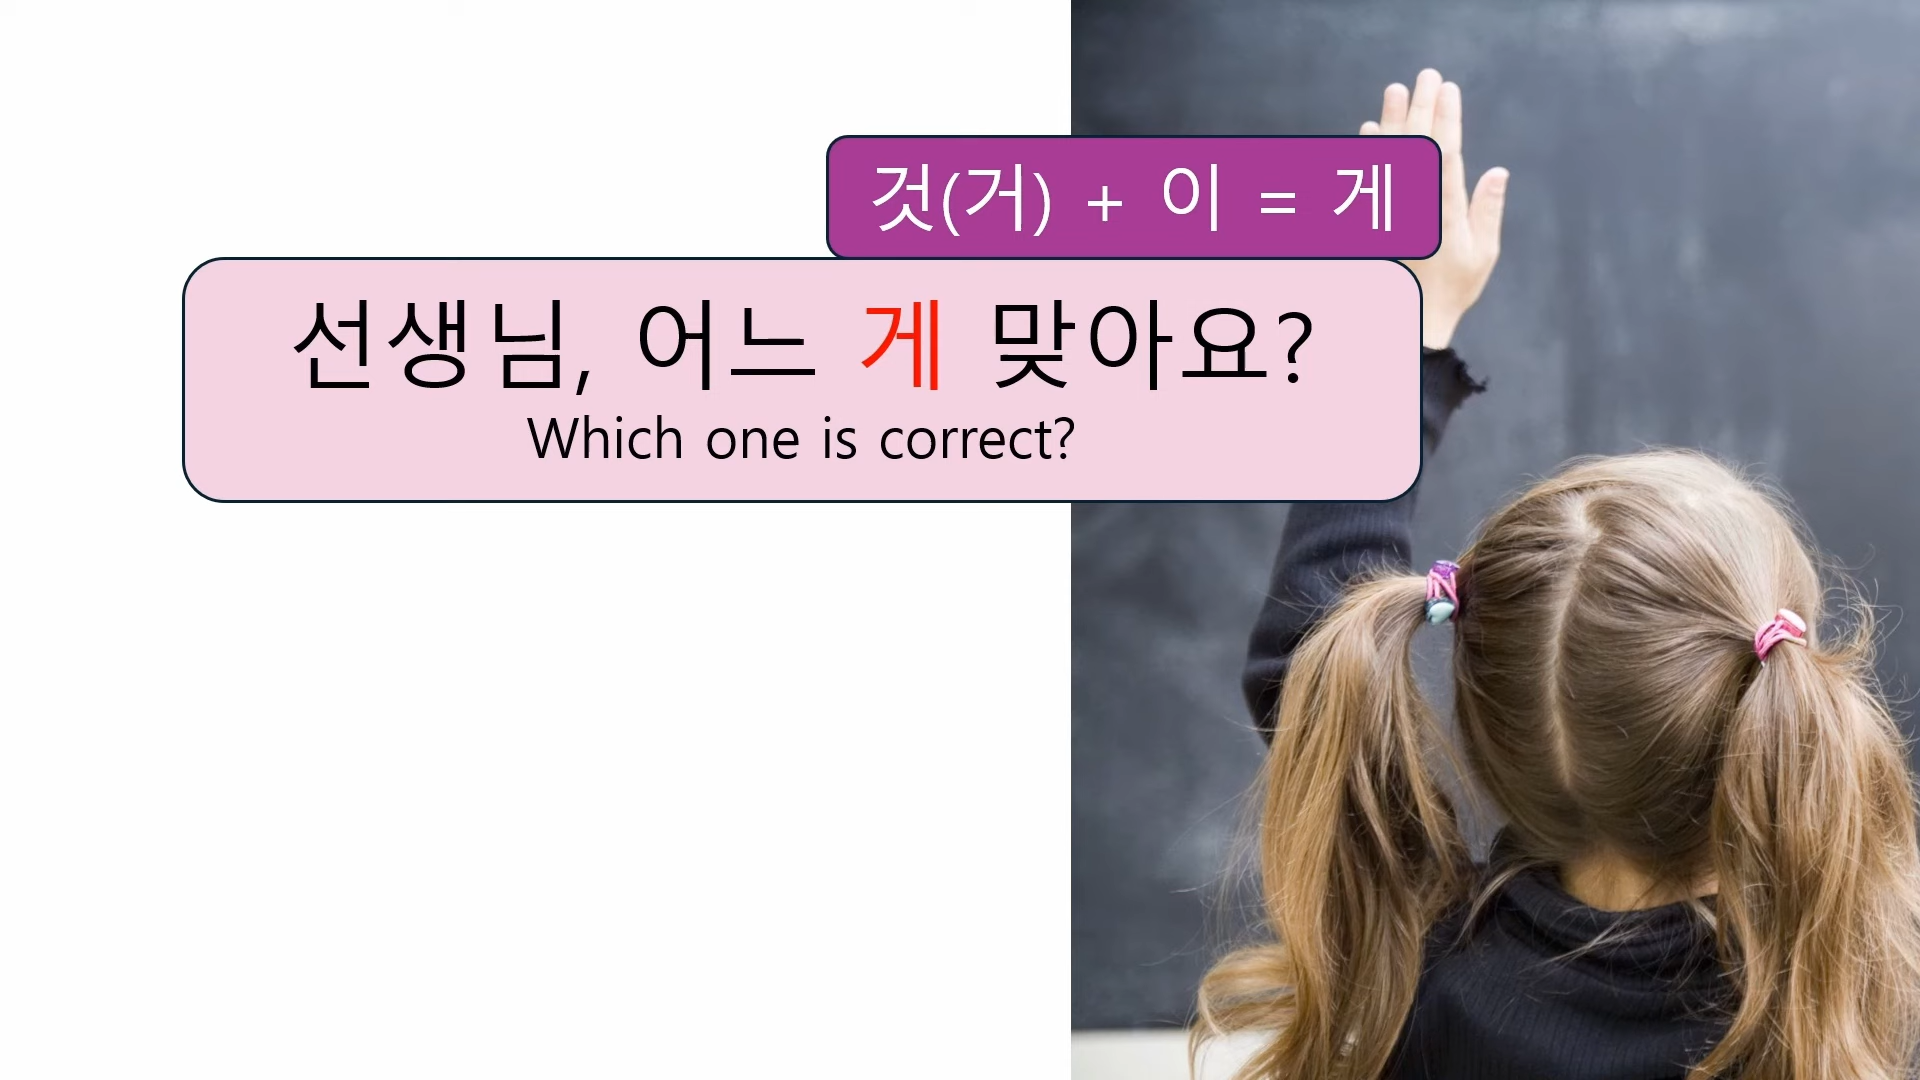 것(거) + 이 = 게
선생님, 어느 게 맞아요?
Which one is correct?